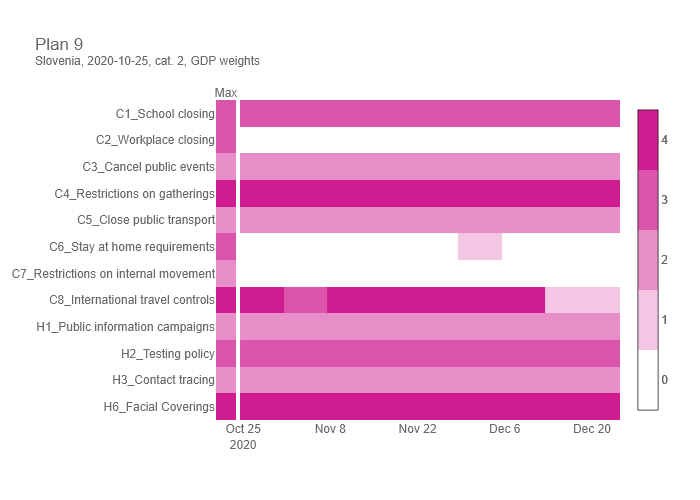 Plan 9
Slovenia, 2020-10-25, cat. 2, GDP weights
Max
C1_School closing
C2_Workplace closing
C3_Cancel public events
C4_Restrictions on gatherings
C5_Close public transport
C6_Stay at home requirements
C7_Restrictions on internal movement
C8_International travel controls
H1_Public information campaigns
H2_Testing policy
H3_Contact tracing
H6_Facial Coverings
Oct 25 Nov 8 Nov 22 Dec 6 Dec 20
2020
4
3
2
1
0